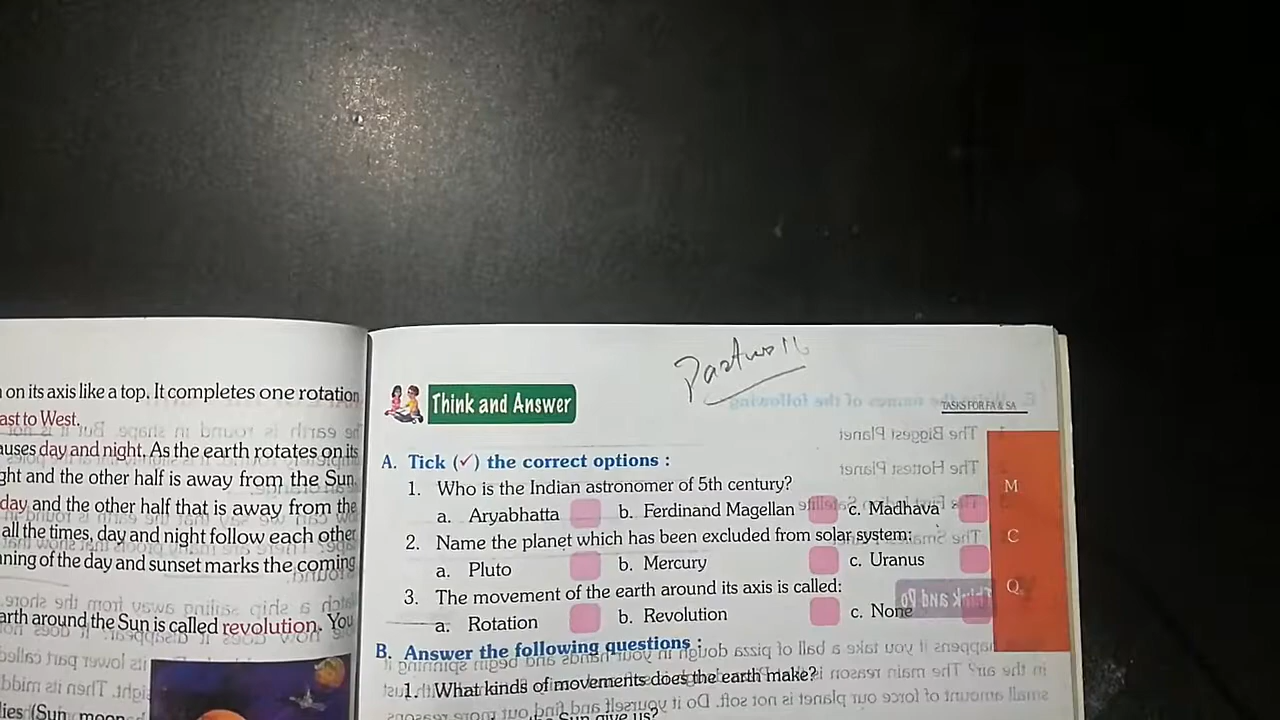 on its axis like a top. It completes one rotation
ast to West.
auses day and night. As the earth rotates on its
ght and the other half is away from the Sun.
day and the other half that is away from the
all the times, day and night follow each other
ning of the day and sunset marks the coming
arth around the Sun is called revolution. You
Think and Answer
TASKS FOR FA & SA
A. Tick (✓) the correct options :
1. Who is the Indian astronomer of 5th century?
a. Aryabhatta b. Ferdinand Magellan c. Madhava
2. Name the planet which has been excluded from solar system:
a. Pluto b. Mercury c. Uranus
3. The movement of the earth around its axis is called:
a. Rotation b. Revolution c. None
M
C
Q
B. Answer the following questions :
1. What kinds of movements does the earth make?
Sun give us?